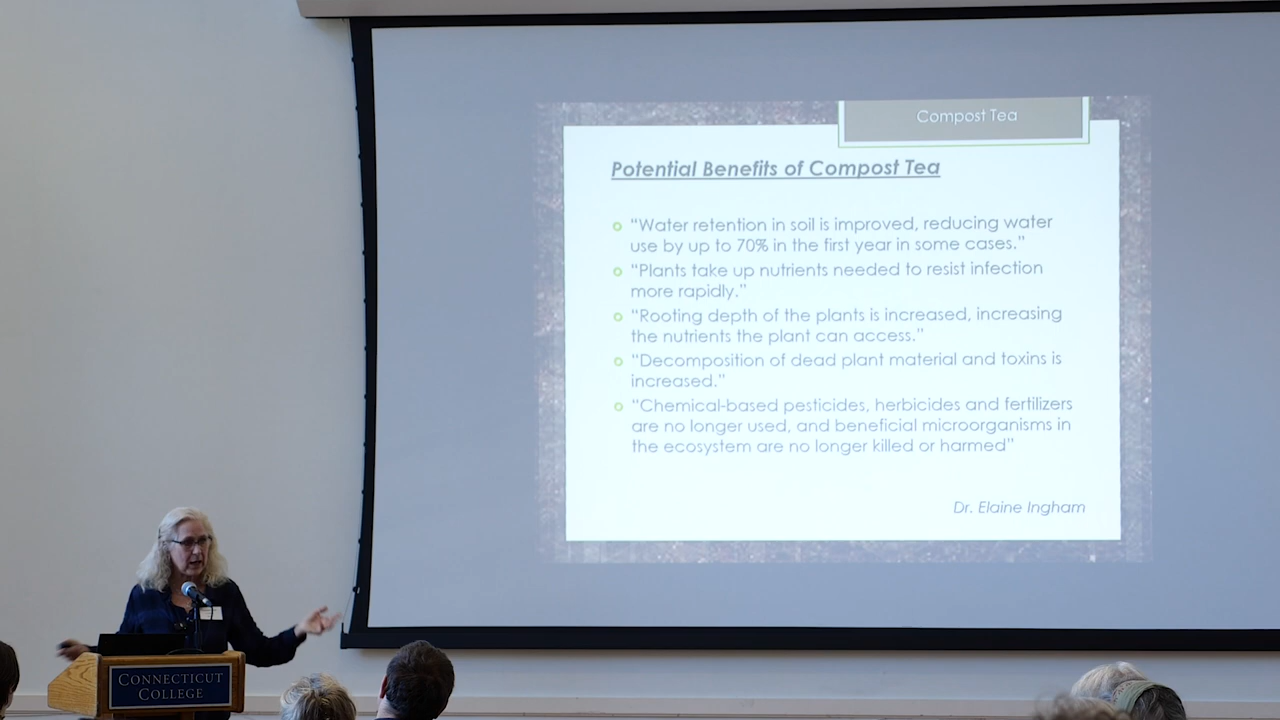 Compost Tea
Potential Benefits of Compost Tea
“Water retention in soil is improved, reducing water
use by up to 70% in the first year in some cases.”
“Plants take up nutrients needed to resist infection
more rapidly.”
“Rooting depth of the plants is increased, increasing
the nutrients the plant can access.”
“Decomposition of dead plant material and toxins is
increased.”
“Chemical-based pesticides, herbicides and fertilizers
are no longer used, and beneficial microorganisms in
the ecosystem are no longer killed or harmed”
Dr. Elaine Ingham
CONNECTICUT
COLLEGE